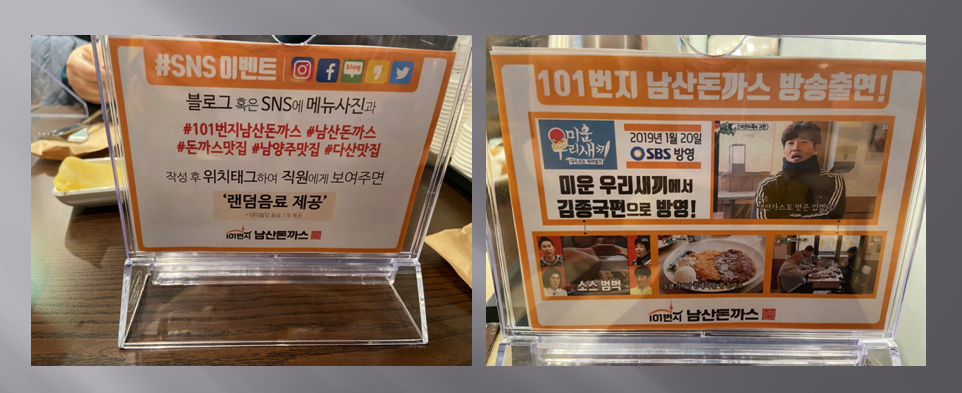 #SNS 이벤트
blog
블로그 혹은 SNS에 메뉴사진과
#101번지남산돈까스 #남산돈까스
#돈까스맛집 #남양주맛집 #다산맛집
작성 후 위치태그하여 직원에게 보여주면
'랜덤음료 제공'
101번지 남산돈까스
101번지 남산돈까스 방송출연!
미운
우리새끼
2019년 1월 20일
SBS 방영
미운 우리새끼에서
김종국편으로 방영!
소스 범벅
101번지 남산돈까스